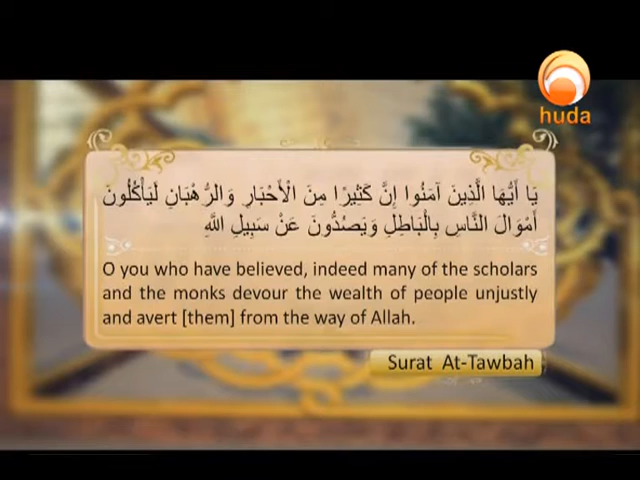 huda
يَا أَيُّهَا الَّذِينَ آمَنُوا إِنَّ كَثِيرًا مِنَ الْأَحْبَارِ وَالرُّهْبَانِ لَيَأْكُلُونَ
أَمْوَالَ النَّاسِ بِالْبَاطِلِ وَيَصُدُّونَ عَنْ سَبِيلِ اللَّهِ
O you who have believed, indeed many of the scholars
and the monks devour the wealth of people unjustly
and avert [them] from the way of Allah.
Surat At-Tawbah